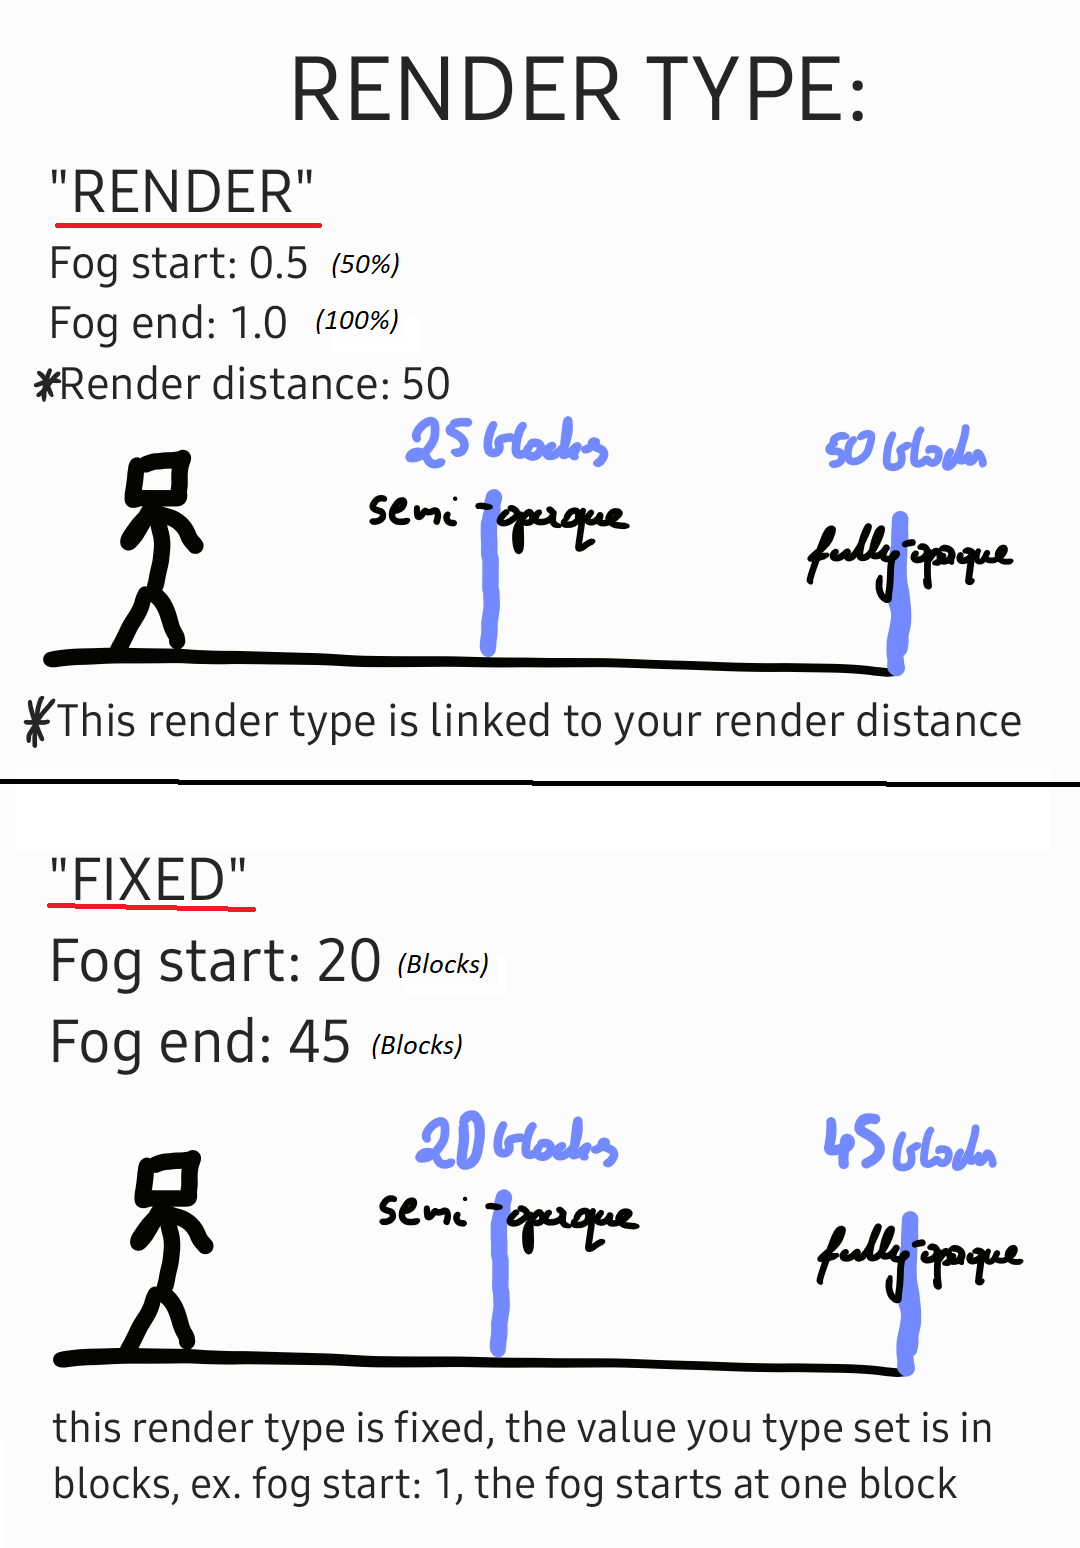 RENDER TYPE:
"RENDER"
Fog start: 0.5 (50%)
Fog end: 1.0 (100%)
*Render distance: 50
25 blocks
50 blocks
semi-opaque
fully-opaque
*This render type is linked to your render distance
"FIXED"
Fog start: 20 (Blocks)
Fog end: 45 (Blocks)
20 blocks
45 blocks
semi-opaque
fully-opaque
this render type is fixed, the value you type set is in
blocks, ex. fog start: 1, the fog starts at one block